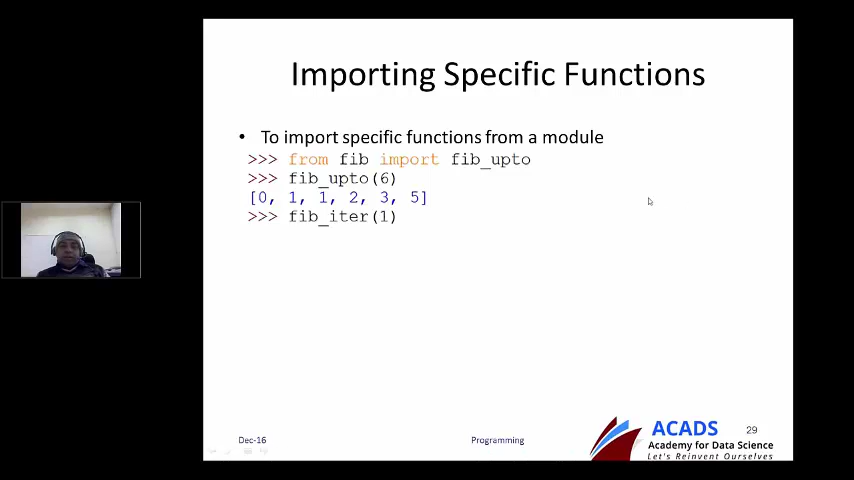 Importing Specific Functions
• To import specific functions from a module
>>> from fib import fib_upto
>>> fib_upto(6)
[0, 1, 1, 2, 3, 5]
>>> fib_iter(1)
Dec-16
Programming
ACADS
29
Academy for Data Science
Let's Reinvent Ourselves